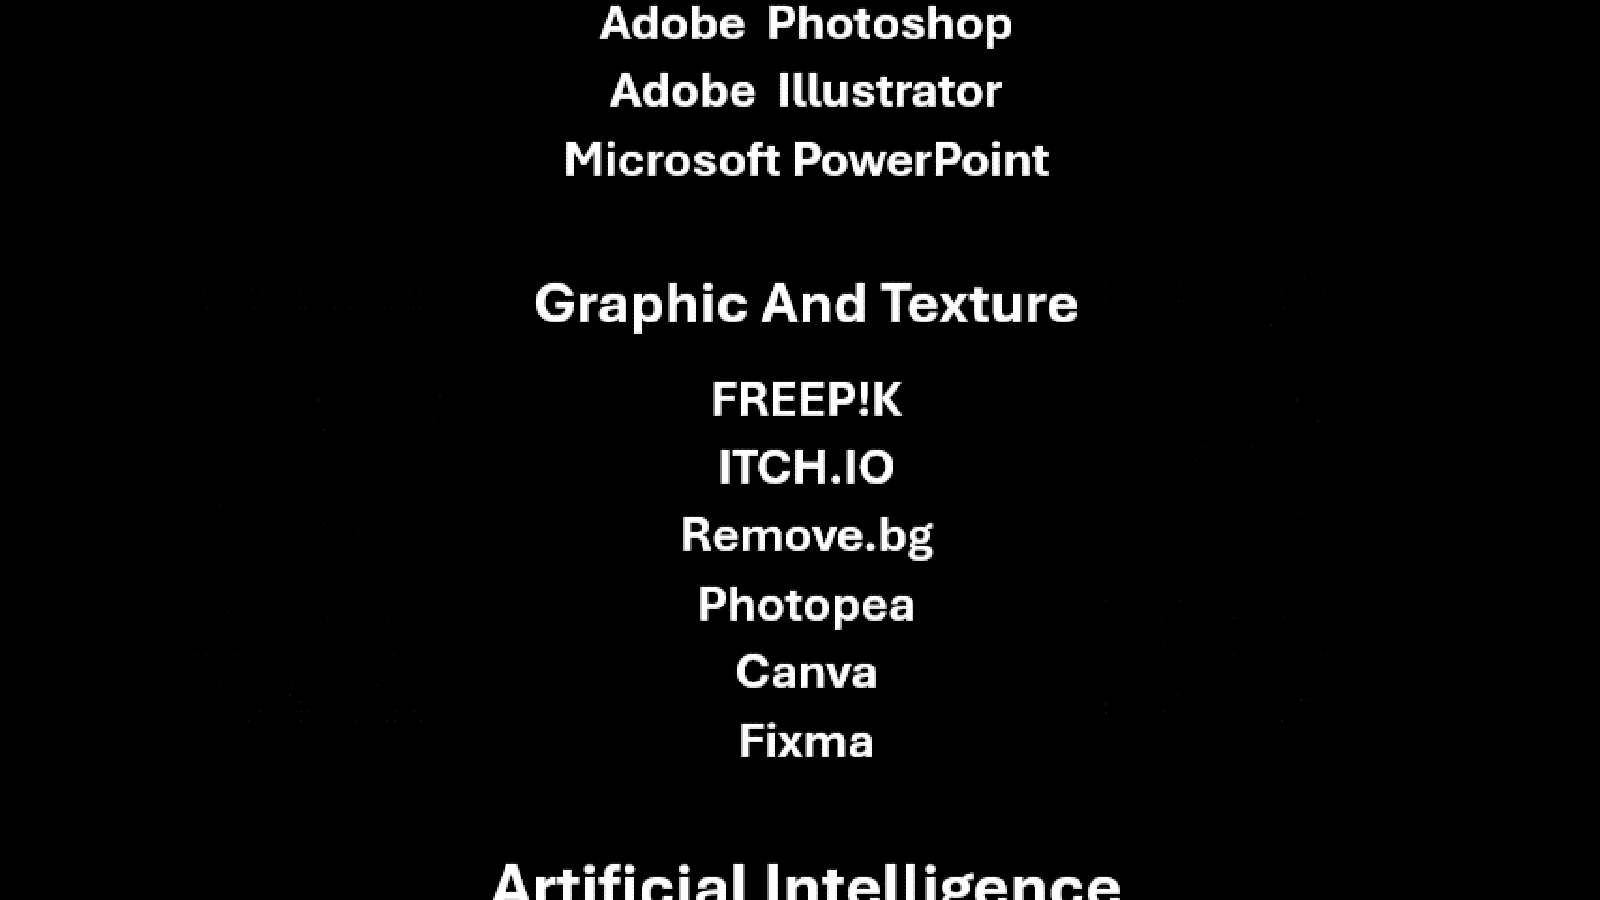 Adobe Photoshop
Adobe Illustrator
Microsoft PowerPoint
Graphic And Texture
FREEP!K
ITCH.IO
Remove.bg
Photopea
Canva
Fixma
Artificial Intelligence